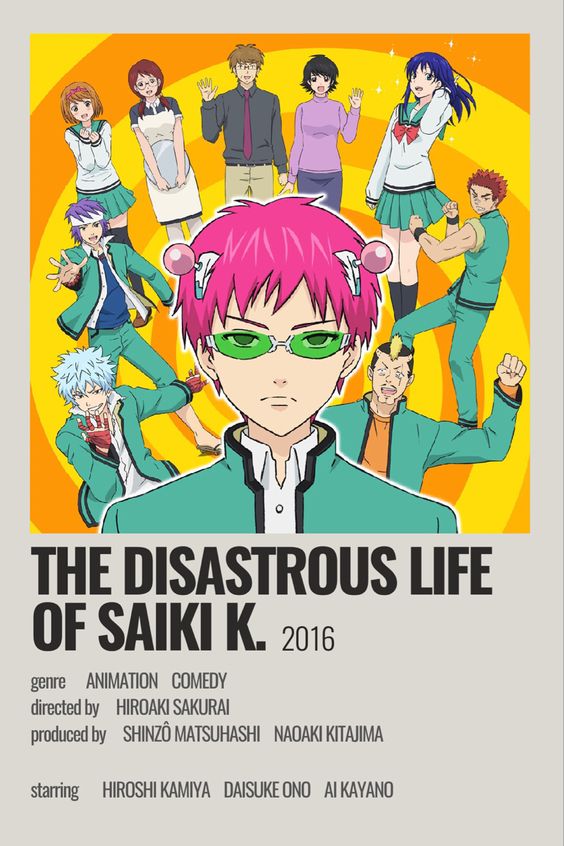 THE DISASTROUS LIFE
OF SAIKI K. 2016
genre ANIMATION COMEDY
directed by HIROAKI SAKURAI
produced by SHINZÔ MATSUHASHI NAOAKI KITAJIMA
starring HIROSHI KAMIYA DAISUKE ONO AI KAYANO